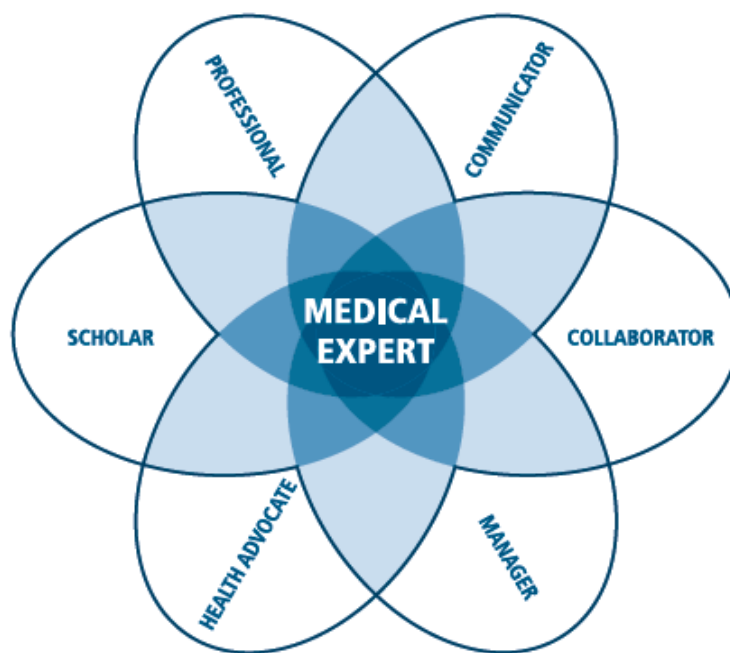 PROFESSIONAL
COMMUNICATOR
SCHOLAR
MEDICAL
EXPERT
COLLABORATOR
HEALTH ADVOCATE
MANAGER